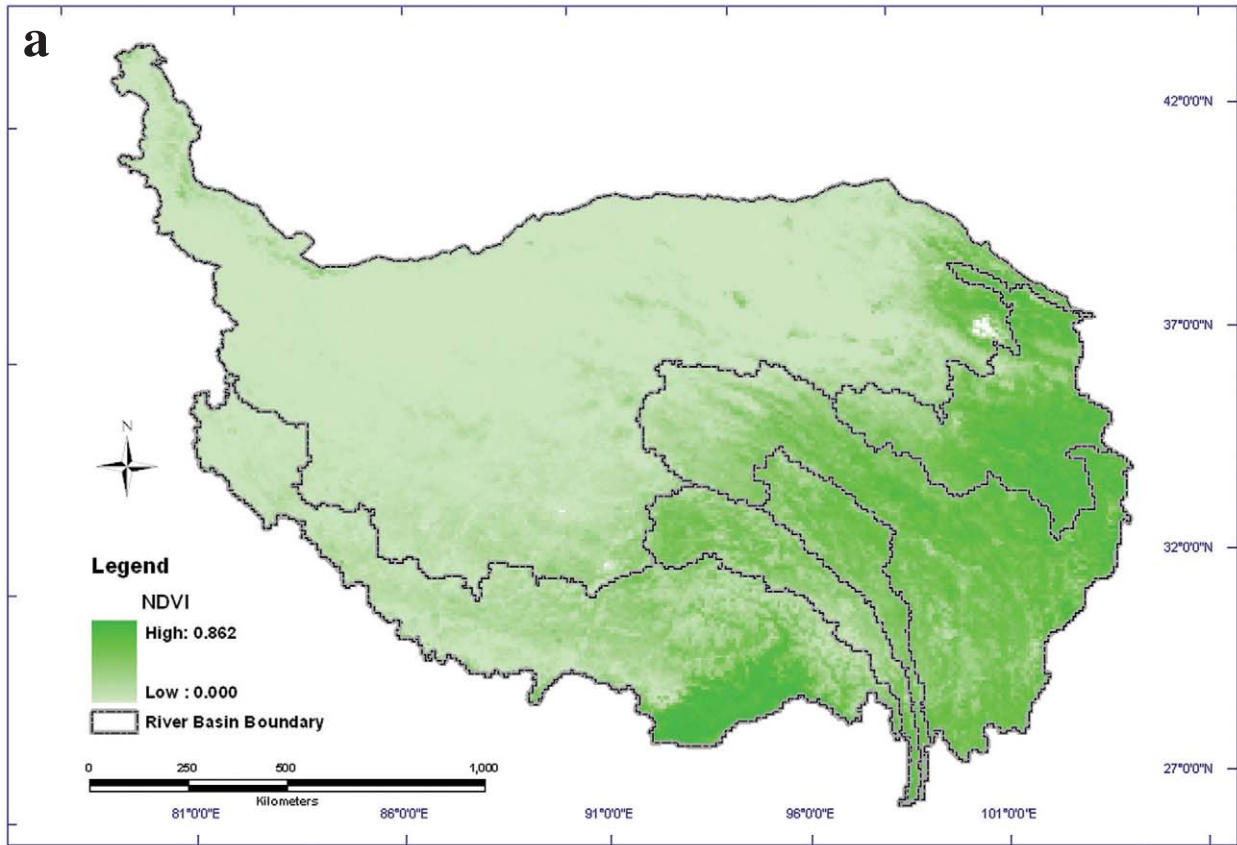 a
42°0'0"N
37°0'0"N
N
32°0'0"N
Legend
NDVI
High: 0.862
Low : 0.000
River Basin Boundary
27°0'0"N
0 250 500 1,000
Kilometers
81°0'0"E 86°0'0"E 91°0'0"E 96°0'0"E 101°0'0"E